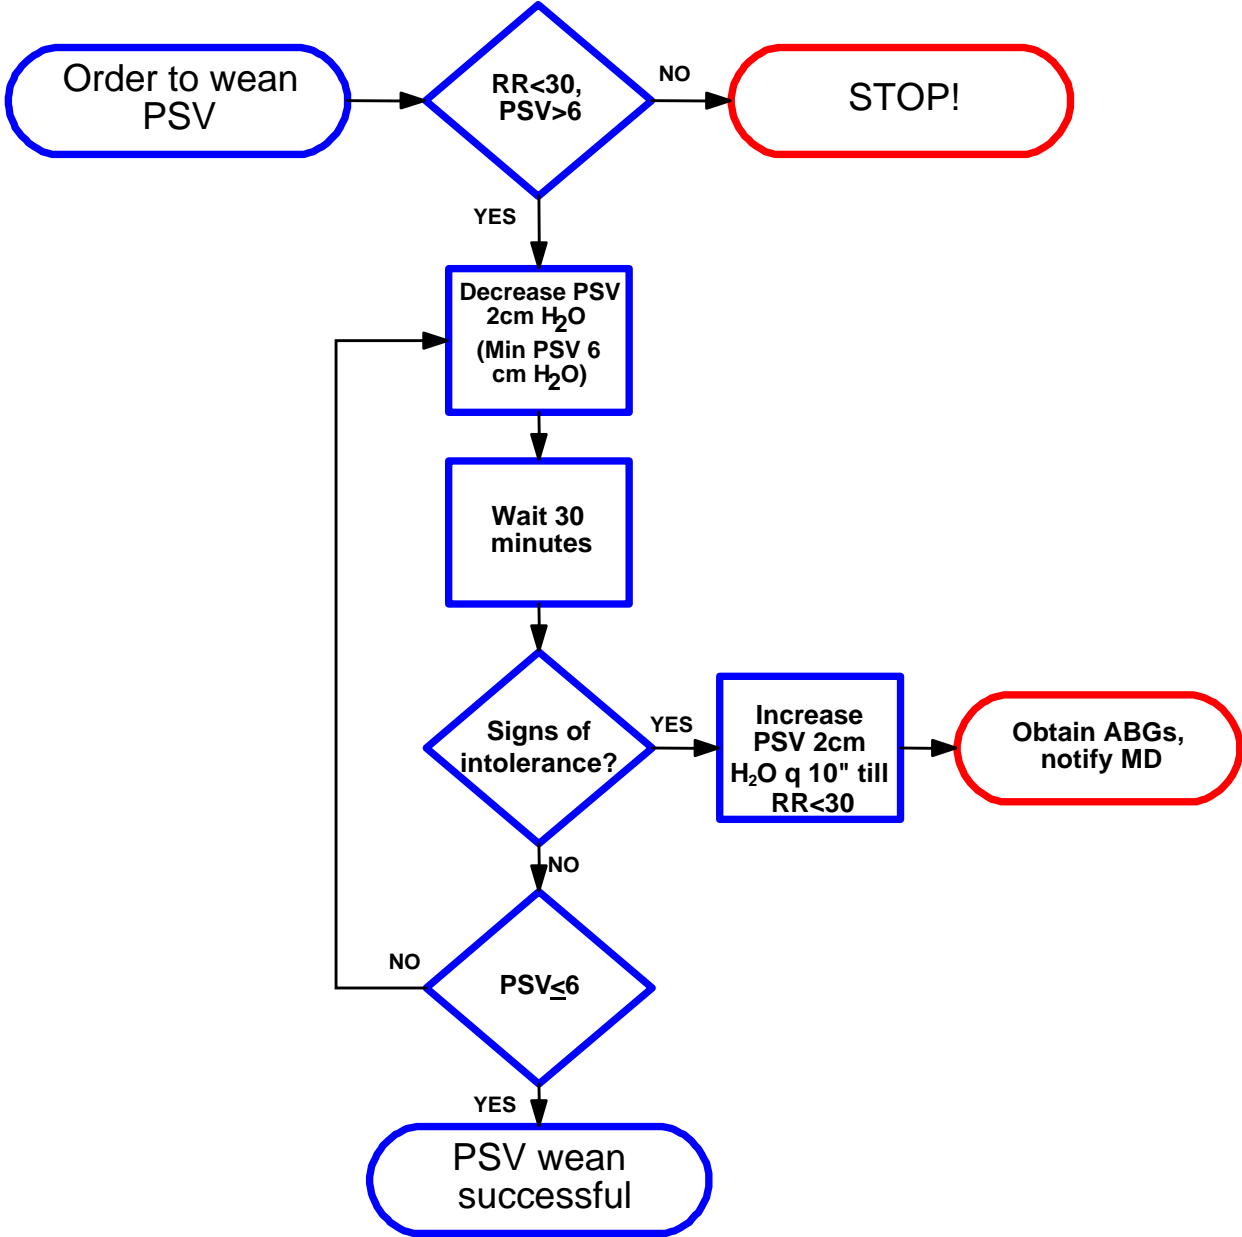 Order to wean
PSV
RR<30,
PSV>6
NO
STOP!
YES
Decrease PSV
2cm H₂O
(Min PSV 6
cm H₂O)
Wait 30
minutes
Signs of
intolerance?
YES
Increase
PSV 2cm
H₂O q 10" till
RR<30
Obtain ABGs,
notify MD
NO
PSV≤6
NO
YES
PSV wean
successful